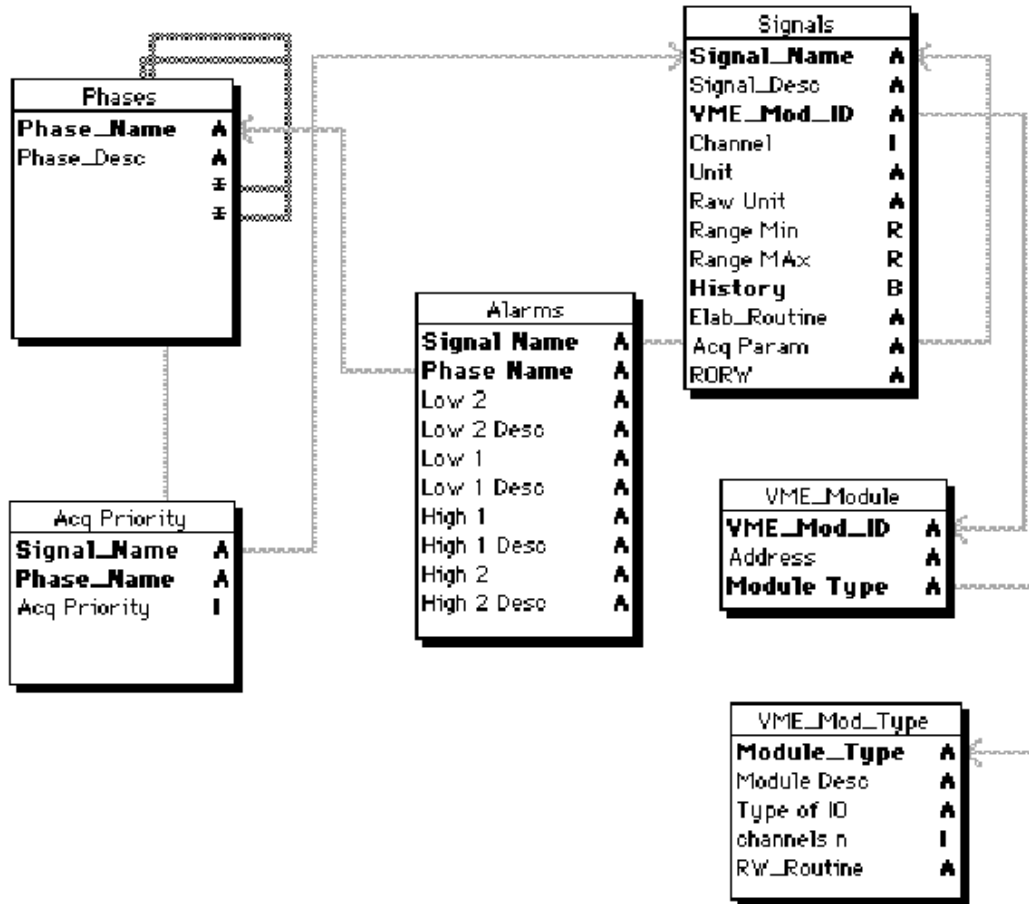 Phases
Phase_Name A
Phase_Desc A
Signals
Signal_Name A
Signal_Desc A
VME_Mod_ID A
Channel I
Unit A
Raw Unit A
Range Min R
Range MAx R
History B
Elab_Routine A
Acq Param A
RORW A
Alarms
Signal Name A
Phase Name A
Low 2 A
Low 2 Desc A
Low 1 A
Low 1 Desc A
High 1 A
High 1 Desc A
High 2 A
High 2 Desc A
Acq Priority
Signal_Name A
Phase_Name A
Acq Priority I
VME_Module
VME_Mod_ID A
Address A
Module Type A
VME_Mod_Type
Module_Type A
Module Desc A
Type of IO A
channels n I
RW_Routine A